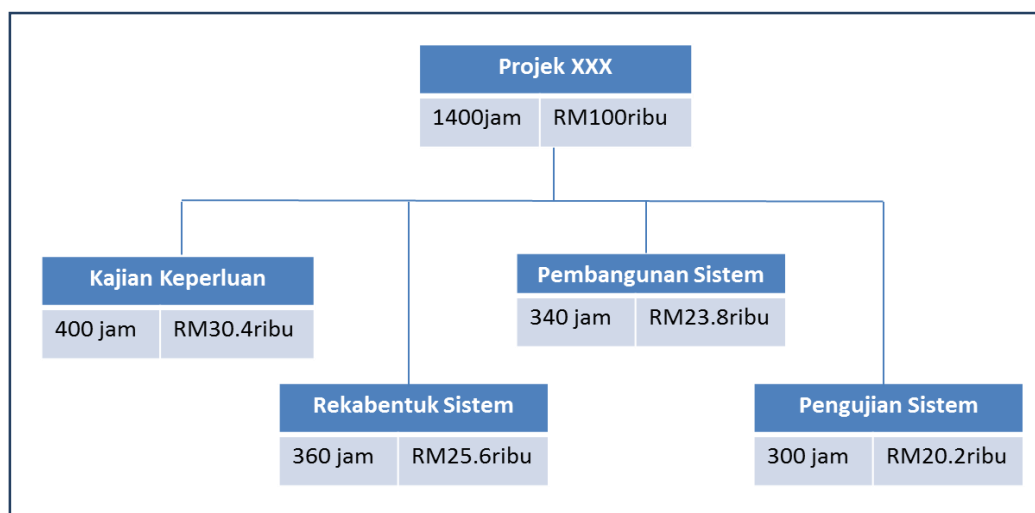 Projek XXX
1400jam RM100ribu
Kajian Keperluan
400 jam RM30.4ribu
Pembangunan Sistem
340 jam RM23.8ribu
Rekabentuk Sistem
360 jam RM25.6ribu
Pengujian Sistem
300 jam RM20.2ribu